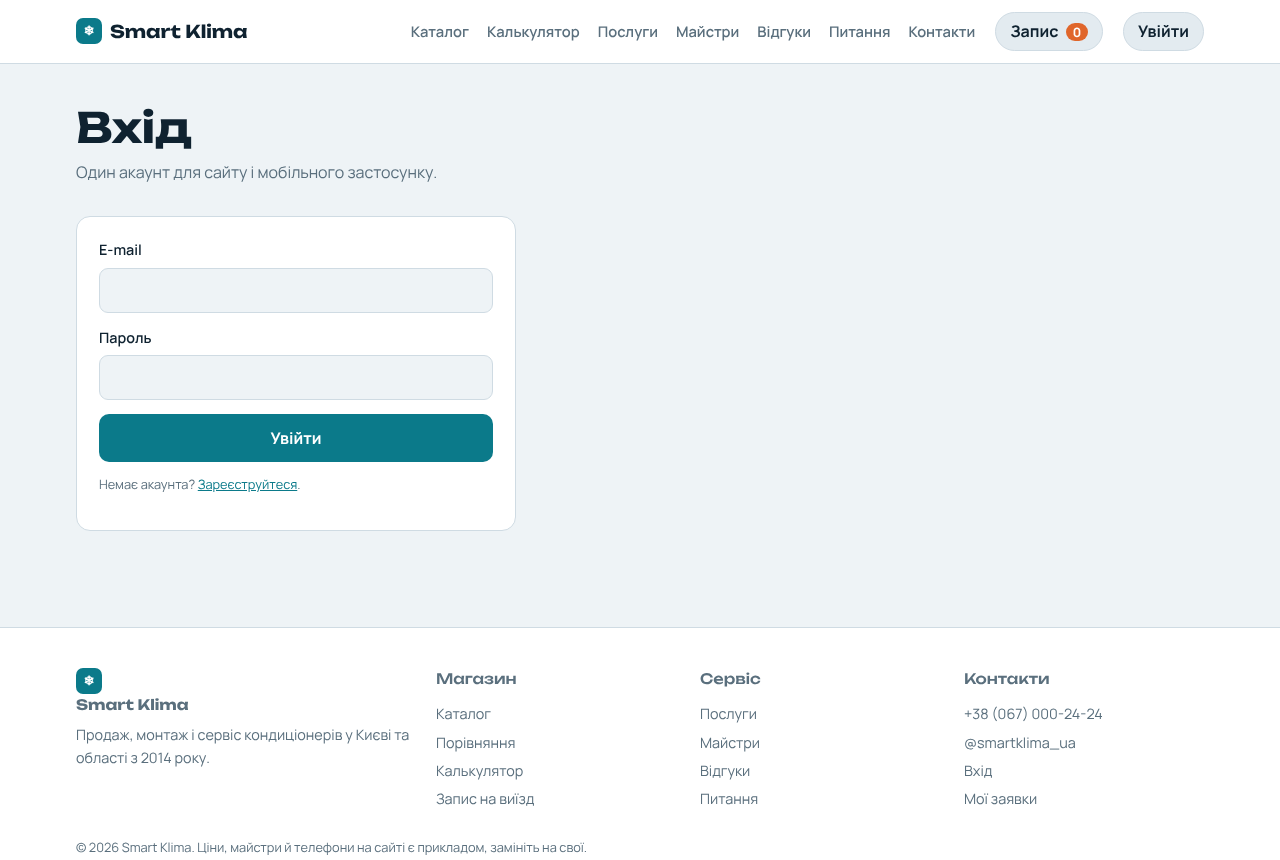 Smart Klima
Каталог Калькулятор Послуги Майстри Відгуки Питання Контакти Запис 0 Увійти
Вхід
Один акаунт для сайту і мобільного застосунку.
E-mail
Пароль
Увійти
Немає акаунта? Зареєструйтеся.
Smart Klima
Продаж, монтаж і сервіс кондиціонерів у Києві та
області з 2014 року.
Магазин
Каталог
Порівняння
Калькулятор
Запис на виїзд
Сервіс
Послуги
Майстри
Відгуки
Питання
Контакти
+38 (067) 000-24-24
@smartklima_ua
Вхід
Мої заявки
© 2026 Smart Klima. Ціни, майстри й телефони на сайті є прикладом, замініть на свої.